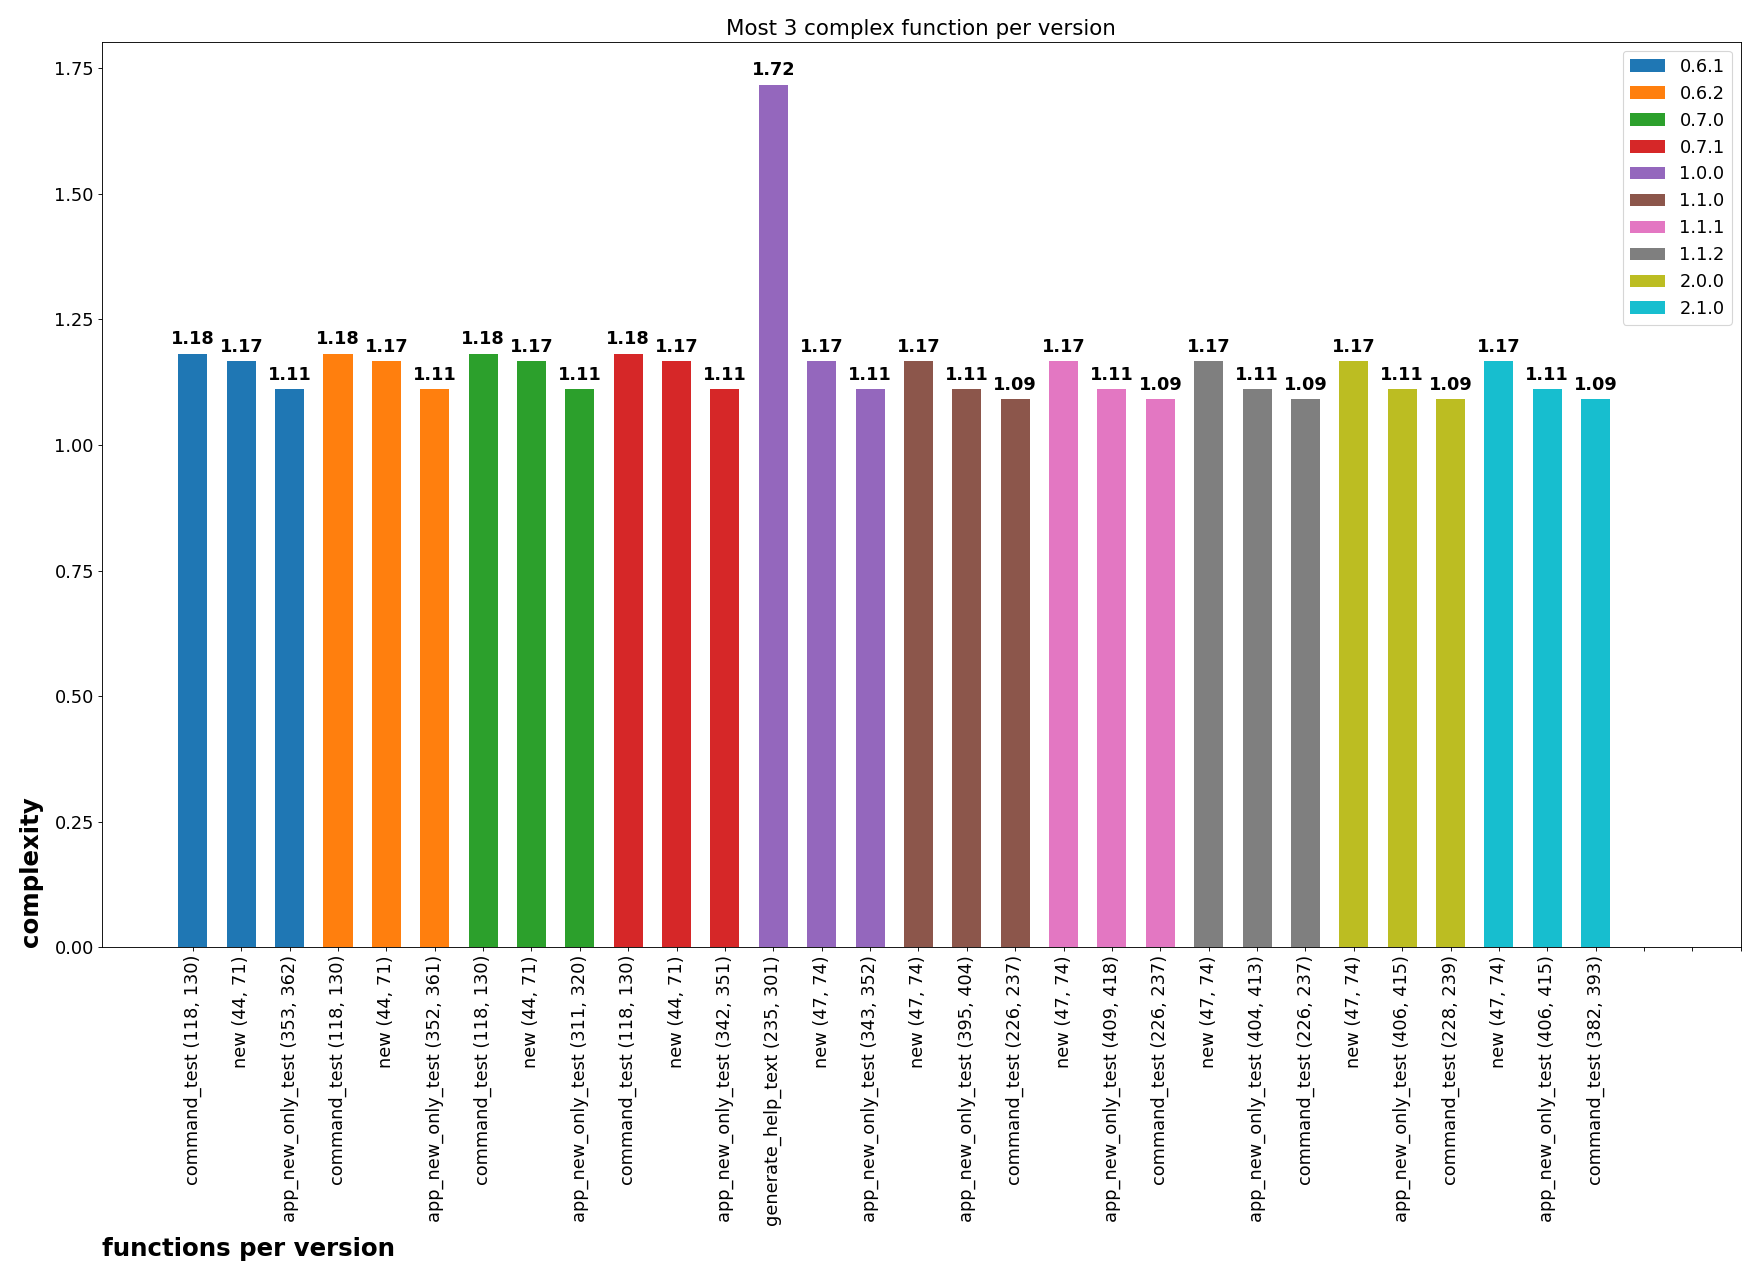 Most 3 complex function per version
1.75
1.50
1.25
1.00
0.75
0.50
0.25
0.00
complexity
0.6.1
0.6.2
0.7.0
0.7.1
1.0.0
1.1.0
1.1.1
1.1.2
2.0.0
2.1.0
1.18
1.17
1.11
1.18
1.17
1.11
1.18
1.17
1.11
1.18
1.17
1.11
1.72
1.17
1.11
1.17
1.11
1.09
1.17
1.11
1.09
1.17
1.11
1.09
1.17
1.11
1.09
1.17
1.11
1.09
command_test (118, 130)
new (44, 71)
app_new_only_test (353, 362)
command_test (118, 130)
new (44, 71)
app_new_only_test (352, 361)
command_test (118, 130)
new (44, 71)
app_new_only_test (311, 320)
command_test (118, 130)
new (44, 71)
app_new_only_test (342, 351)
generate_help_text (235, 301)
new (47, 74)
app_new_only_test (343, 352)
new (47, 74)
app_new_only_test (395, 404)
command_test (226, 237)
new (47, 74)
app_new_only_test (409, 418)
command_test (226, 237)
new (47, 74)
app_new_only_test (404, 413)
command_test (226, 237)
new (47, 74)
app_new_only_test (406, 415)
command_test (228, 239)
new (47, 74)
app_new_only_test (406, 415)
command_test (382, 393)
functions per version